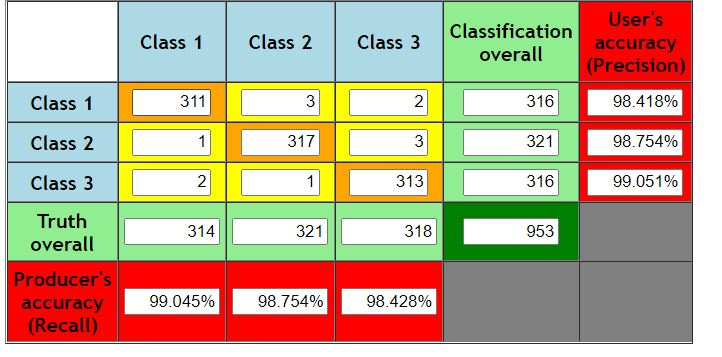 Class 1 Class 2 Class 3 Classification overall User's accuracy (Precision)
Class 1 311 3 2 316 98.418%
Class 2 1 317 3 321 98.754%
Class 3 2 1 313 316 99.051%
Truth overall 314 321 318 953
Producer's accuracy (Recall) 99.045% 98.754% 98.428%